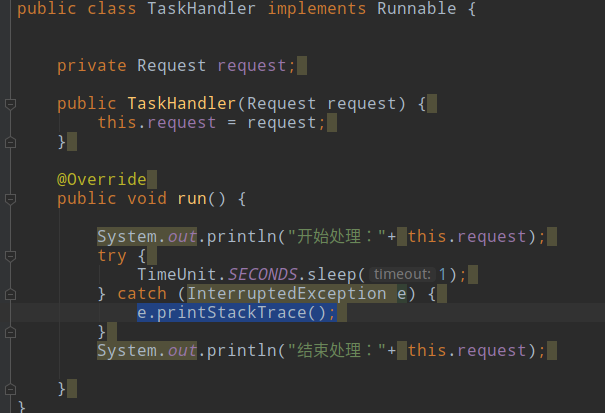 public class TaskHandler implements Runnable {
private Request request;
public TaskHandler(Request request) {
this.request = request;
}
@Override
public void run() {
System.out.println("开始处理："+ this.request);
try {
TimeUnit.SECONDS.sleep( timeout: 1);
} catch (InterruptedException e) {
e.printStackTrace();
}
System.out.println("结束处理："+ this.request);
}
}